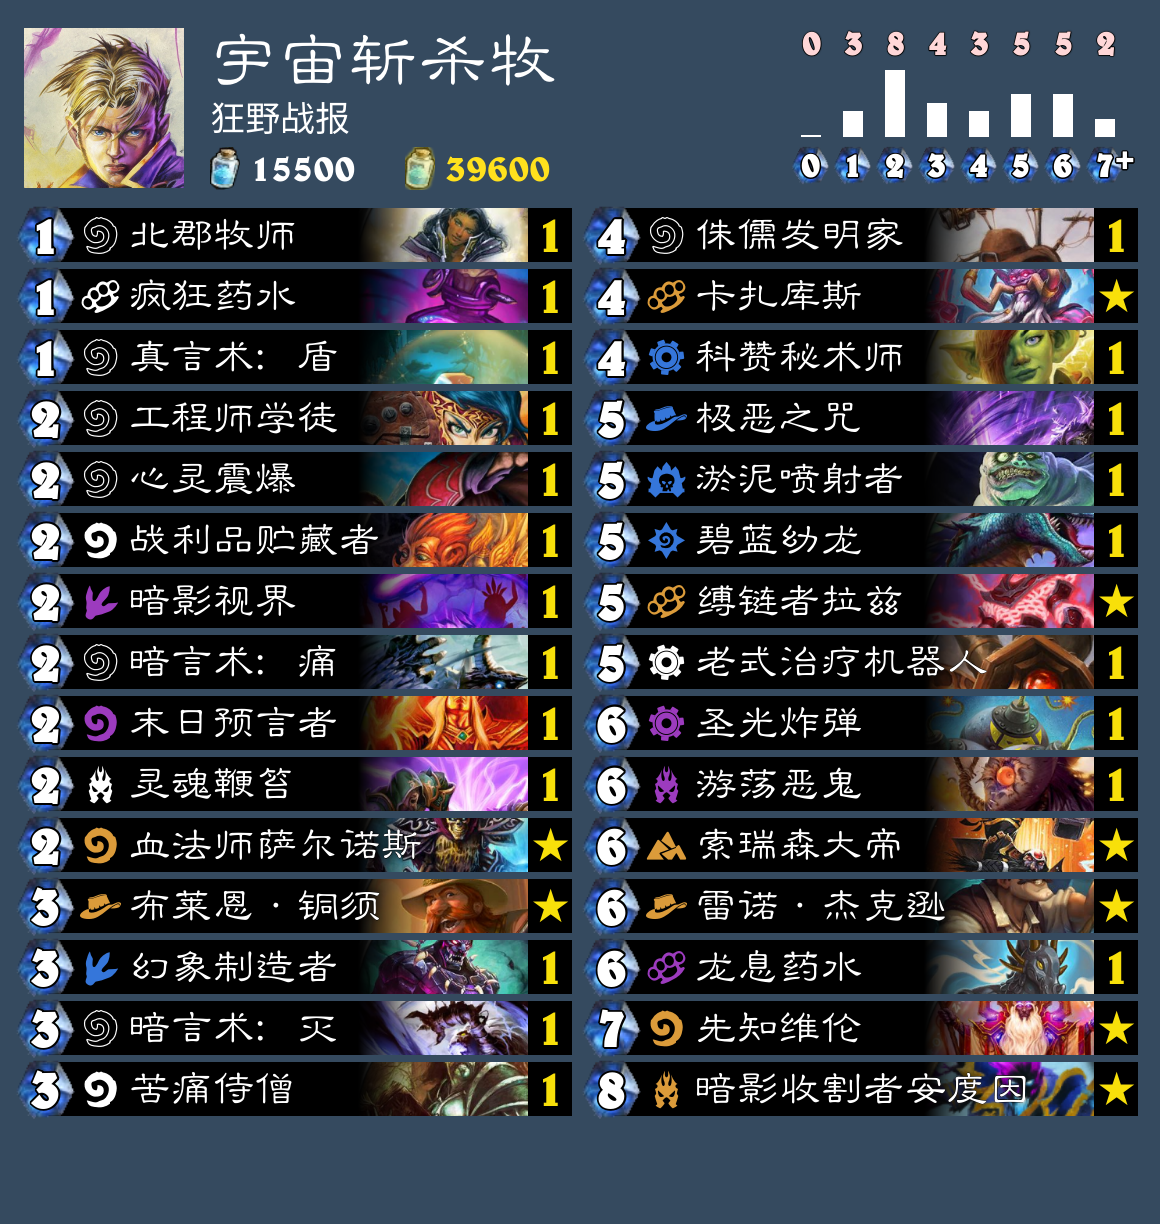 宇宙斩杀牧
狂野战报
15500 39600
0 3 8 4 3 5 5 2
0 1 2 3 4 5 6 7+
1 北郡牧师 1
1 疯狂药水 1
1 真言术：盾 1
2 工程师学徒 1
2 心灵震爆 1
2 战利品贮藏者 1
2 暗影视界 1
2 暗言术：痛 1
2 末日预言者 1
2 灵魂鞭笞 1
2 血法师萨尔诺斯 ★
3 布莱恩·铜须 ★
3 幻象制造者 1
3 暗言术：灭 1
3 苦痛侍僧 1
4 侏儒发明家 1
4 卡扎库斯 ★
4 科赞秘术师 1
5 极恶之咒 1
5 淤泥喷射者 1
5 碧蓝幼龙 1
5 缚链者拉兹 ★
5 老式治疗机器人 1
6 圣光炸弹 1
6 游荡恶鬼 1
6 索瑞森大帝 ★
6 雷诺·杰克逊 ★
6 龙息药水 1
7 先知维伦 ★
8 暗影收割者安度因 ★